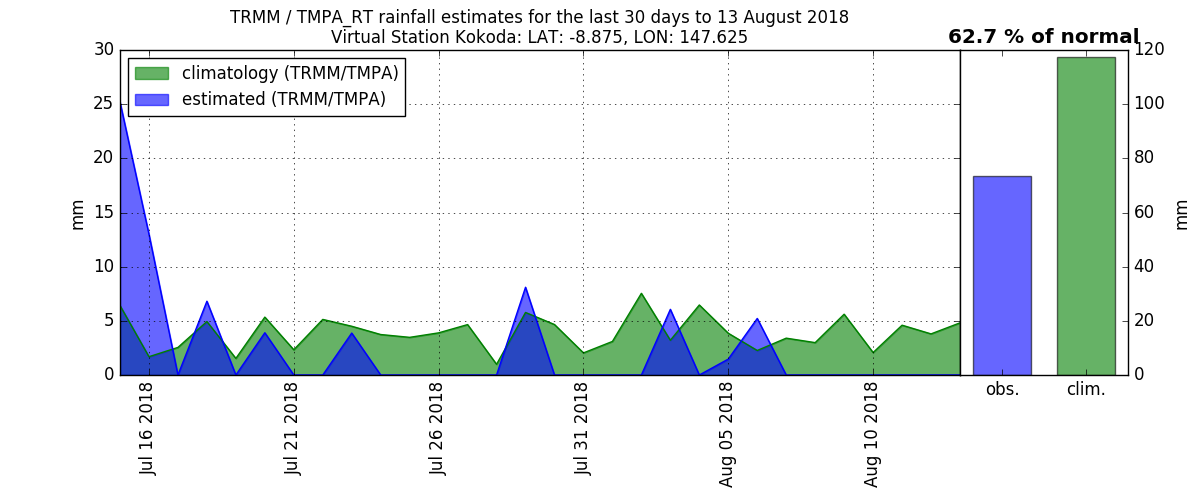 TRMM / TMPA_RT rainfall estimates for the last 30 days to 13 August 2018
Virtual Station Kokoda: LAT: -8.875, LON: 147.625
62.7 % of normal
climatology (TRMM/TMPA)
estimated (TRMM/TMPA)
30
25
20
15
10
5
0
mm
Jul 16 2018
Jul 21 2018
Jul 26 2018
Jul 31 2018
Aug 05 2018
Aug 10 2018
obs.
clim.
120
100
80
60
40
20
0
mm